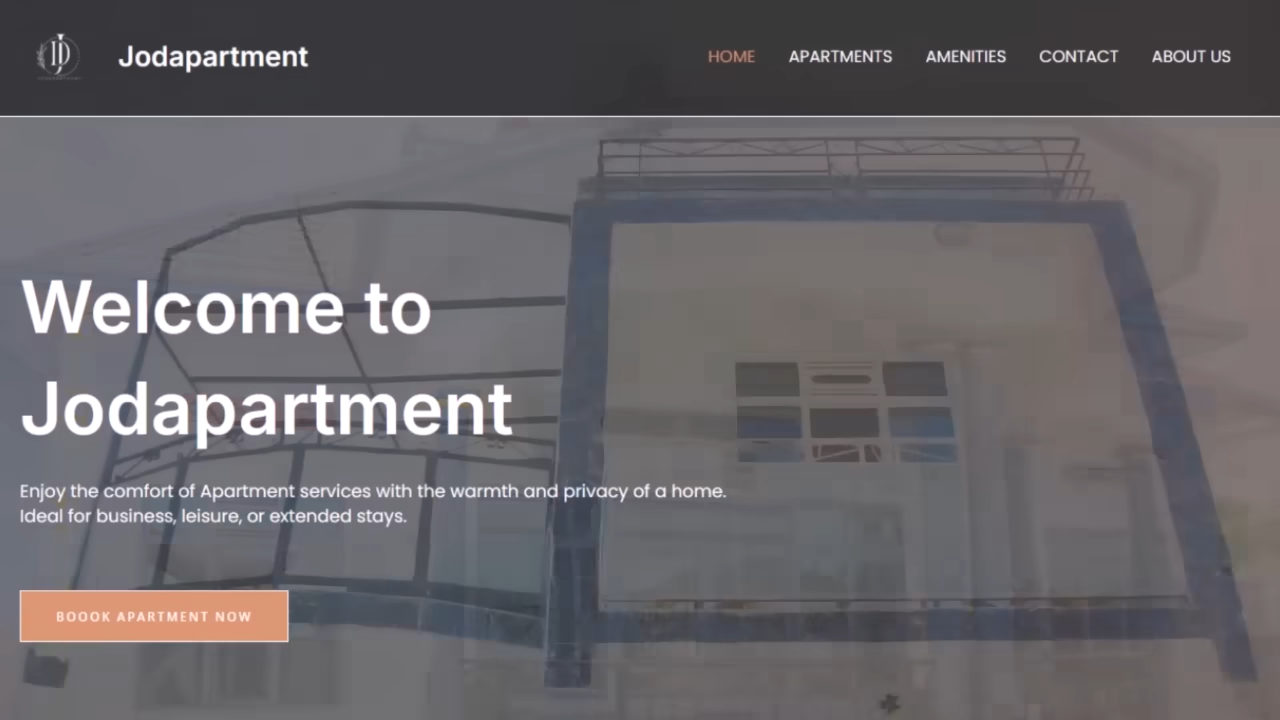 Jodapartment
HOME
APARTMENTS
AMENITIES
CONTACT
ABOUT US
Welcome to
Jodapartment
Enjoy the comfort of Apartment services with the warmth and privacy of a home.
Ideal for business, leisure, or extended stays.
BOOOK APARTMENT NOW